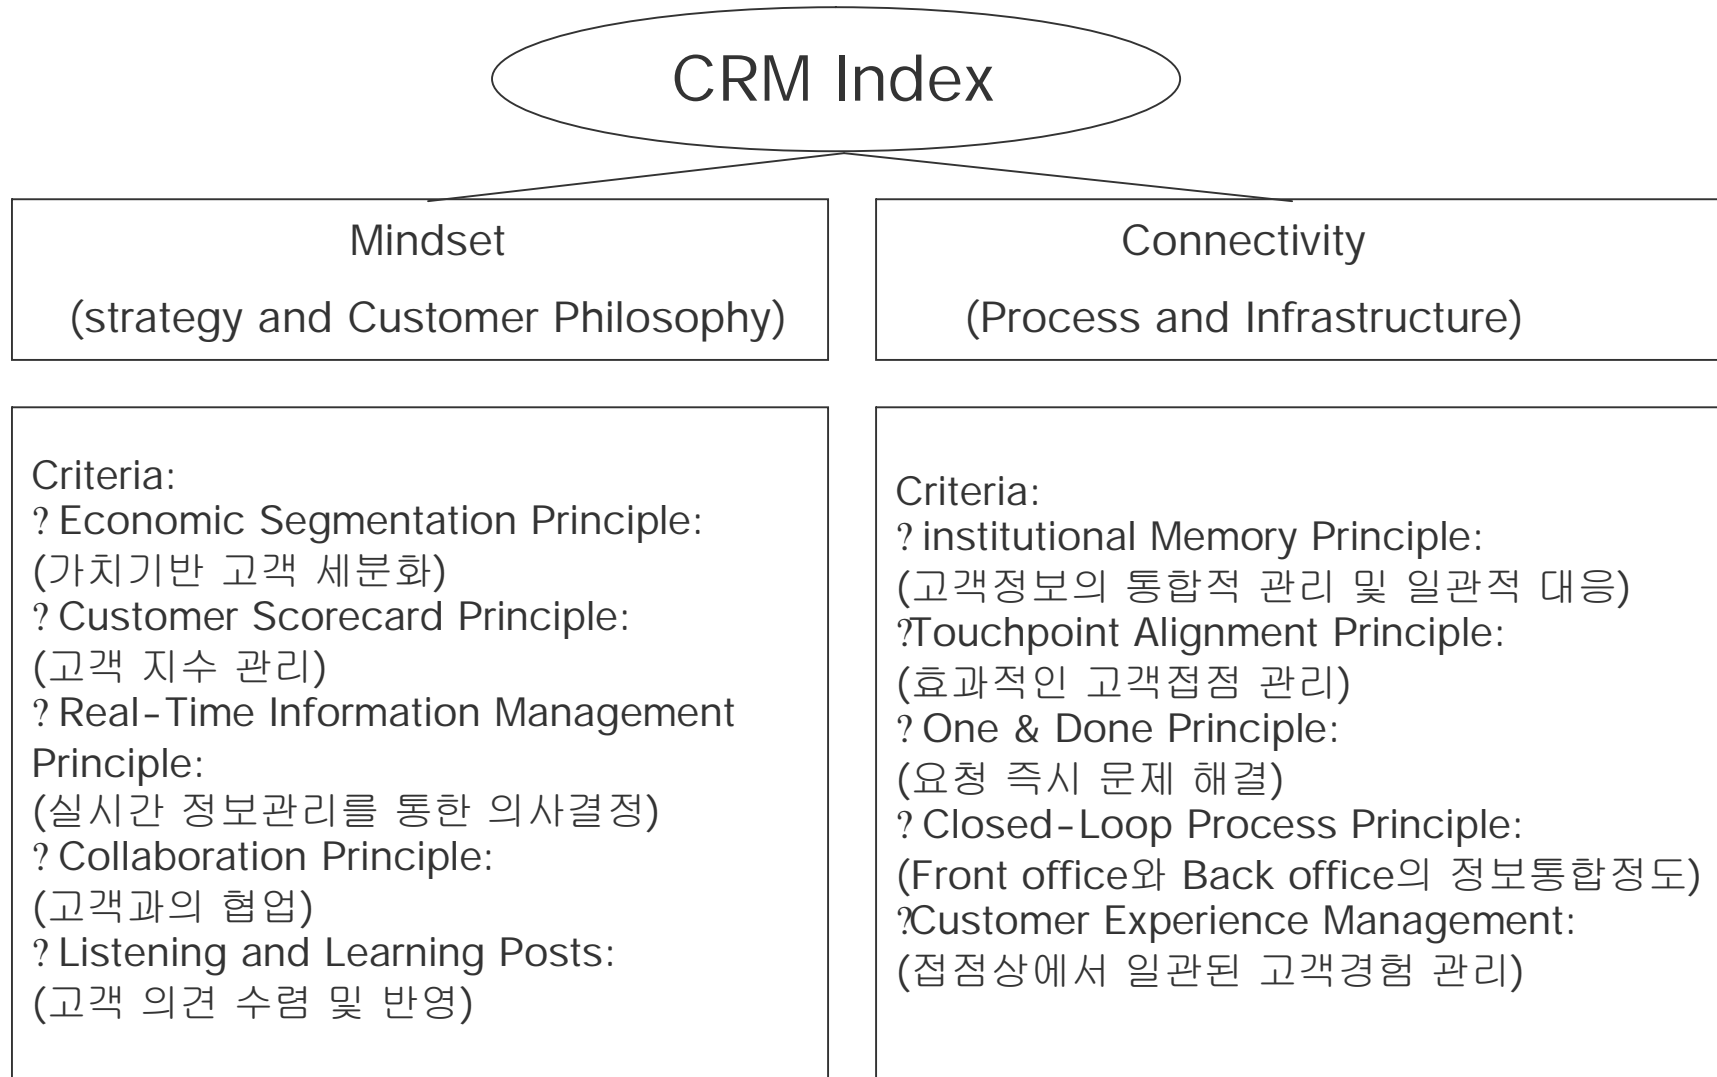 CRM Index
Mindset
(strategy and Customer Philosophy)
Connectivity
(Process and Infrastructure)
Criteria:
? Economic Segmentation Principle:
(가치기반 고객 세분화)
? Customer Scorecard Principle:
(고객 지수 관리)
? Real-Time Information Management
Principle:
(실시간 정보관리를 통한 의사결정)
? Collaboration Principle:
(고객과의 협업)
? Listening and Learning Posts:
(고객 의견 수렴 및 반영)
Criteria:
? institutional Memory Principle:
(고객정보의 통합적 관리 및 일관적 대응)
?Touchpoint Alignment Principle:
(효과적인 고객접점 관리)
? One & Done Principle:
(요청 즉시 문제 해결)
? Closed-Loop Process Principle:
(Front office와 Back office의 정보통합정도)
?Customer Experience Management:
(접점상에서 일관된 고객경험 관리)